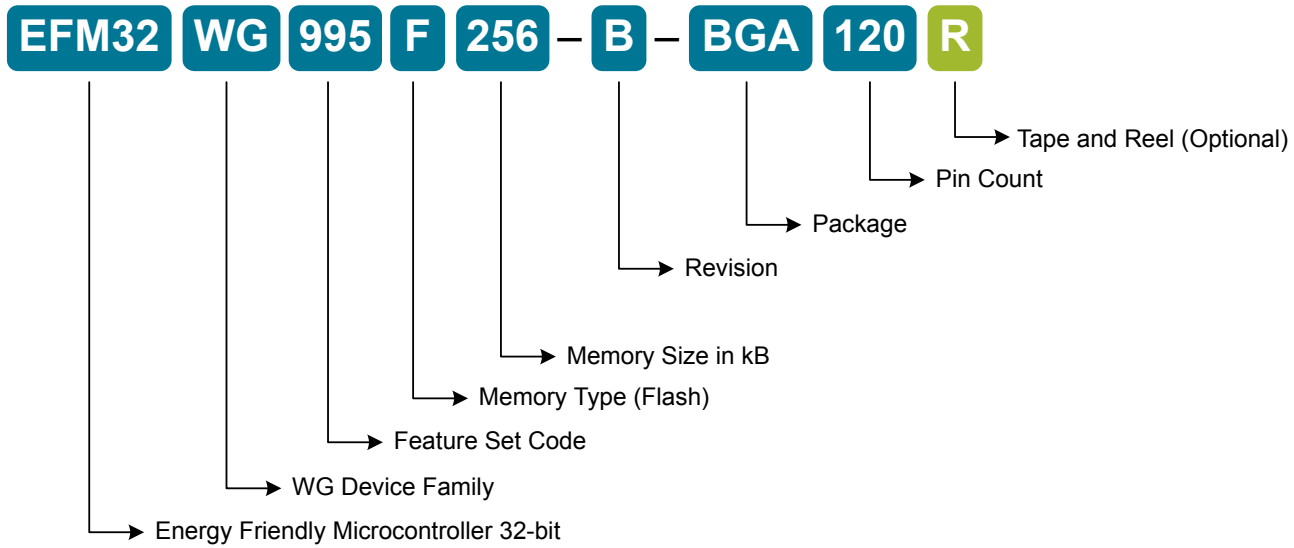 EFM32 WG 995 F 256 – B – BGA 120 R
Tape and Reel (Optional)
Pin Count
Package
Revision
Memory Size in kB
Memory Type (Flash)
Feature Set Code
WG Device Family
Energy Friendly Microcontroller 32-bit